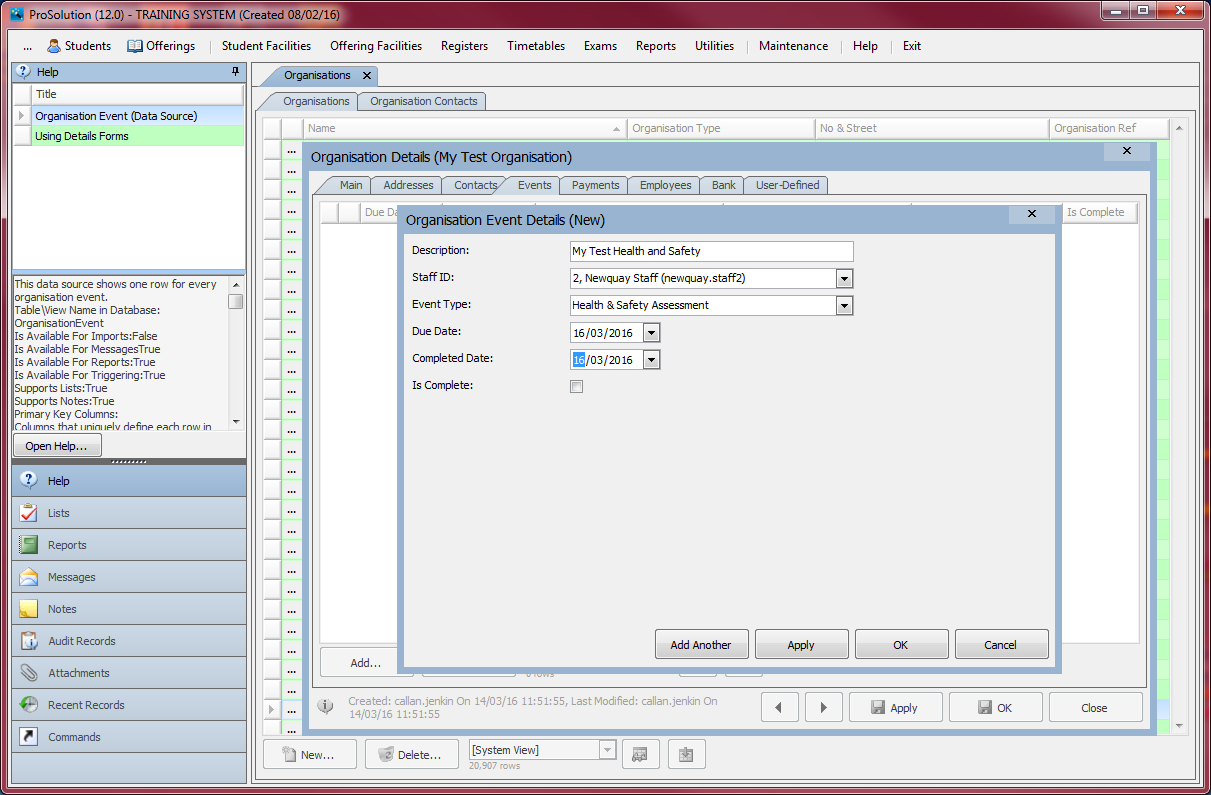 ProSolution (12.0) - TRAINING SYSTEM (Created 08/02/16)
... Students Offerings Student Facilities Offering Facilities Registers Timetables Exams Reports Utilities Maintenance Help Exit
Help
Title
Organisation Event (Data Source)
Using Details Forms
This data source shows one row for every
organisation event.
Table\View Name in Database:
OrganisationEvent
Is Available For Imports:False
Is Available For MessagesTrue
Is Available For Reports:True
Is Available For Triggering:True
Supports Lists:True
Supports Notes:True
Primary Key Columns:
Columns that uniquely define each row in
Open Help...
Help
Lists
Reports
Messages
Notes
Audit Records
Attachments
Recent Records
Commands
Organisations
Organisations Organisation Contacts
Name Organisation Type No & Street Organisation Ref
Organisation Details (My Test Organisation)
Main Addresses Contacts Events Payments Employees Bank User-Defined
Due Da Is Complete
Organisation Event Details (New)
Description: My Test Health and Safety
Staff ID: 2, Newquay Staff (newquay.staff2)
Event Type: Health & Safety Assessment
Due Date: 16/03/2016
Completed Date: 16/03/2016
Is Complete:
Add Another Apply OK Cancel
Add...
0 rows
Created: callan.jenkin On 14/03/16 11:51:55, Last Modified: callan.jenkin On
14/03/16 11:51:55
Apply OK Close
New... Delete... [System View]
20,907 rows